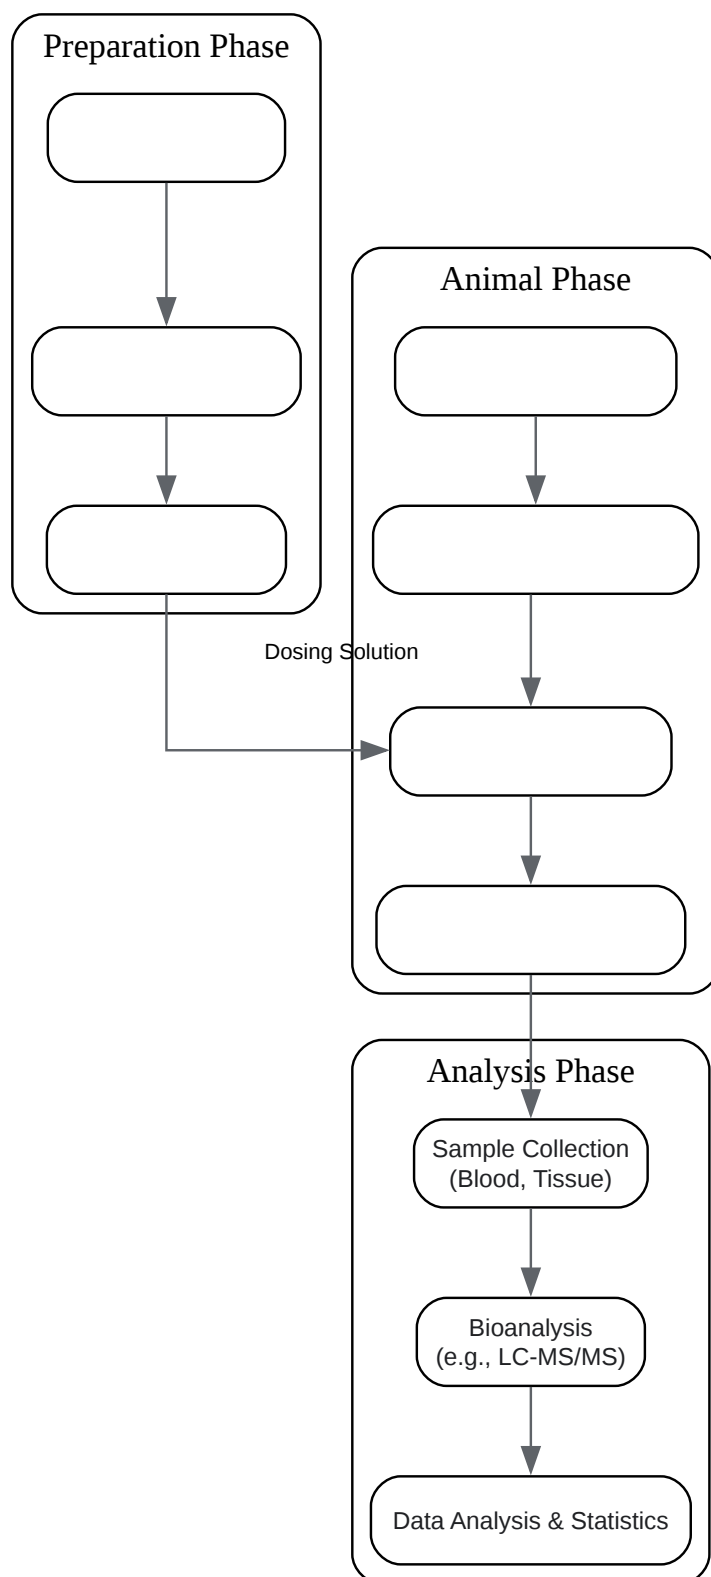 Preparation Phase
Animal Phase
Dosing Solution
Analysis Phase
Sample Collection
(Blood, Tissue)
Bioanalysis
(e.g., LC-MS/MS)
Data Analysis & Statistics